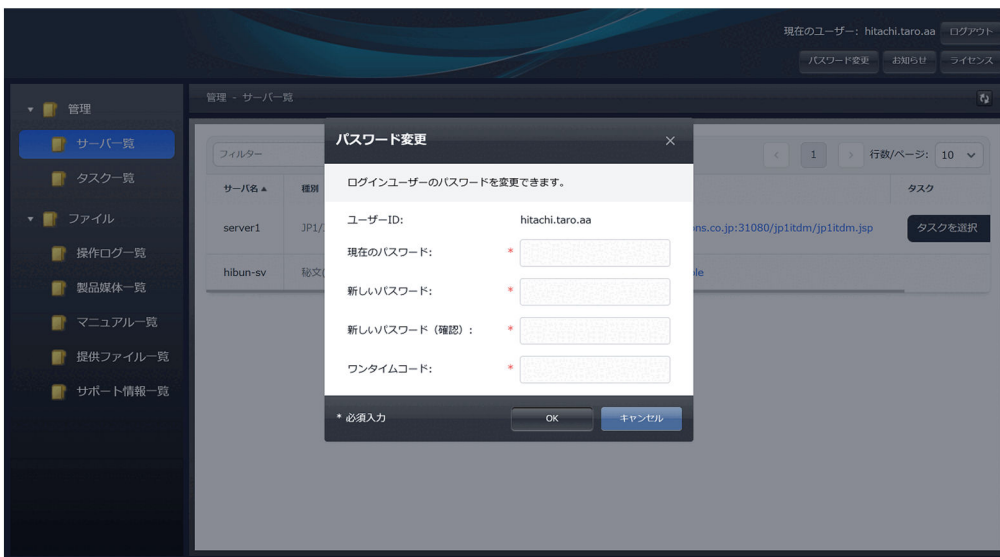 現在のユーザー: hitachi.taro.aa ログアウト
パスワード変更 お知らせ ライセンス
管理 - サーバ一覧
管理
サーバ一覧
タスク一覧
ファイル
操作ログ一覧
製品媒体一覧
マニュアル一覧
提供ファイル一覧
サポート情報一覧
フィルター
1 行数/ページ: 10
サーバ名 種別 タスク
server1 JP1/ ns.co.jp:31080/jp1itdm/jp1itdm.jsp タスクを選択
hibun-sv 秘文
パスワード変更
ログインユーザーのパスワードを変更できます。
ユーザーID: hitachi.taro.aa
現在のパスワード: *
新しいパスワード: *
新しいパスワード（確認）: *
ワンタイムコード: *
* 必須入力 OK キャンセル